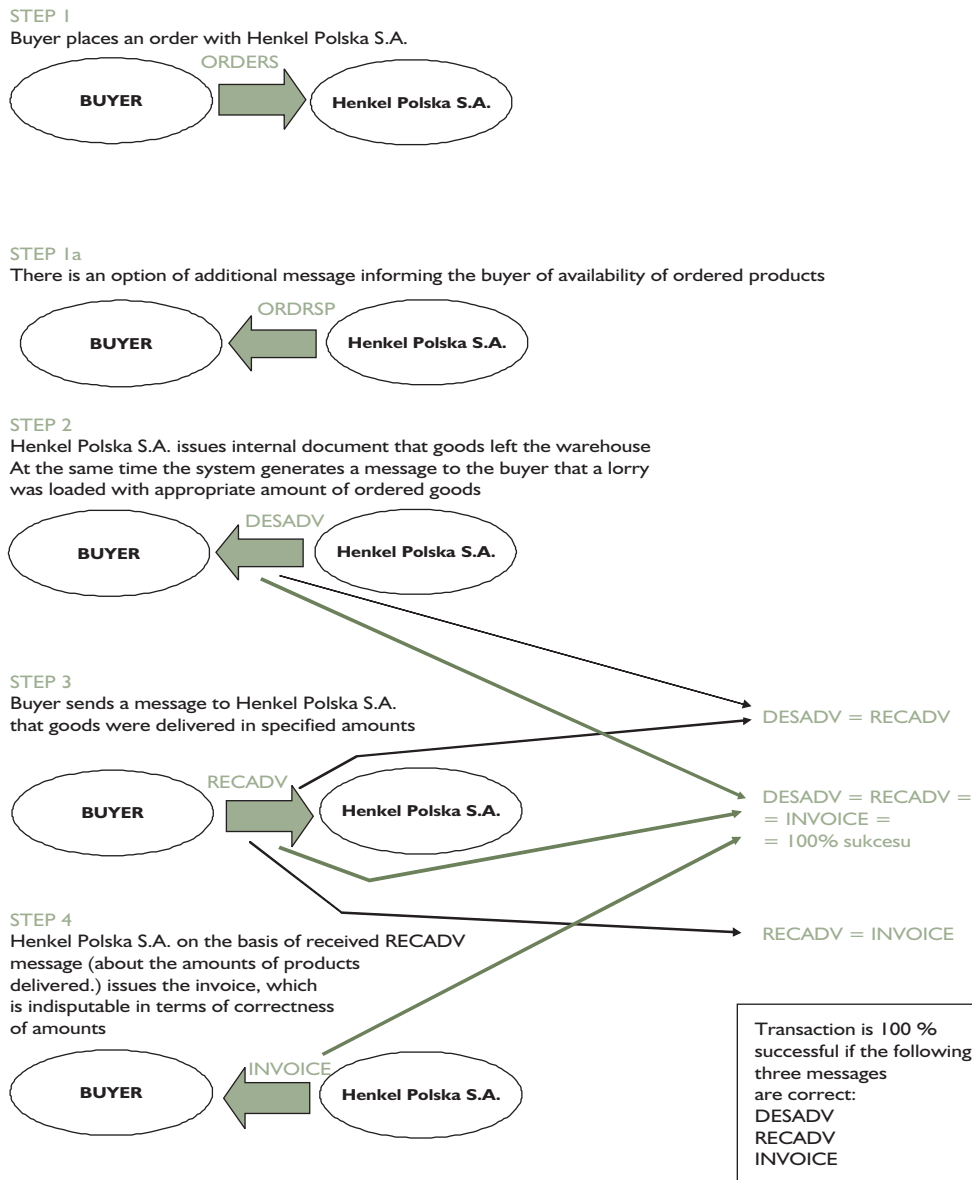 STEP 1
Buyer places an order with Henkel Polska S.A.
ORDERS
BUYER
Henkel Polska S.A.
STEP 1a
There is an option of additional message informing the buyer of availability of ordered products
ORDRSP
BUYER
Henkel Polska S.A.
STEP 2
Henkel Polska S.A. issues internal document that goods left the warehouse
At the same time the system generates a message to the buyer that a lorry
was loaded with appropriate amount of ordered goods
DESADV
BUYER
Henkel Polska S.A.
STEP 3
Buyer sends a message to Henkel Polska S.A.
that goods were delivered in specified amounts
DESADV = RECADV
RECADV
BUYER
Henkel Polska S.A.
DESADV = RECADV =
= INVOICE =
= 100% sukcesu
STEP 4
Henkel Polska S.A. on the basis of received RECADV
message (about the amounts of products
delivered.) issues the invoice, which
is indisputable in terms of correctness
of amounts
RECADV = INVOICE
INVOICE
BUYER
Henkel Polska S.A.
Transaction is 100 %
successful if the following
three messages
are correct:
DESADV
RECADV
INVOICE